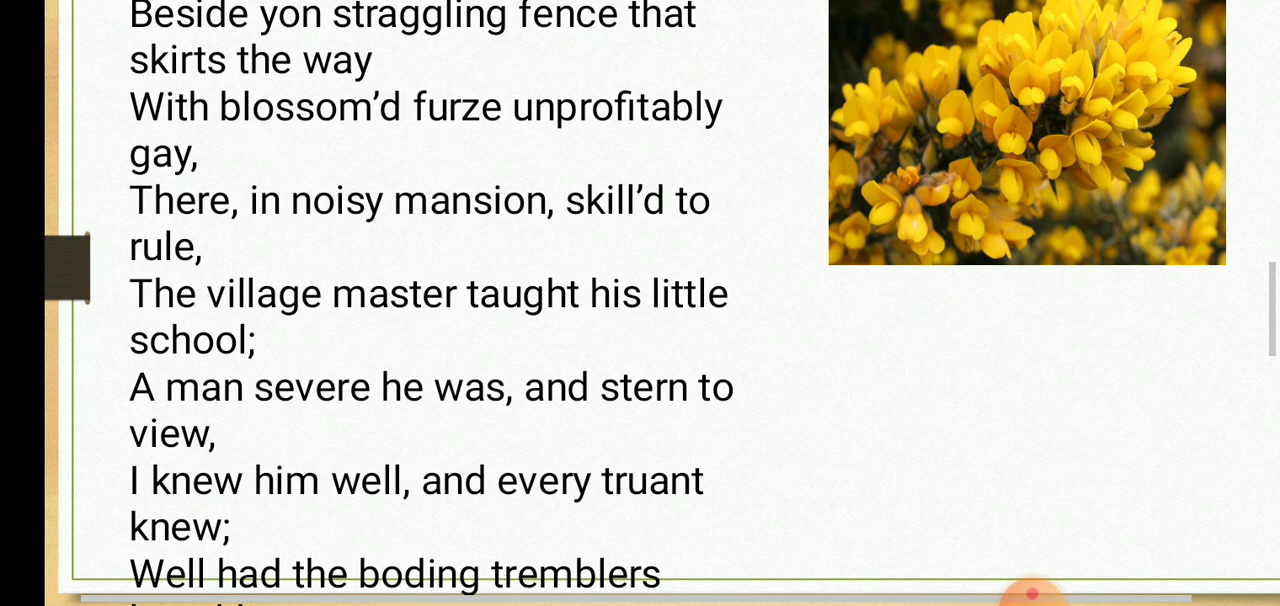 Beside yon straggling fence that
skirts the way
With blossom’d furze unprofitably
gay,
There, in noisy mansion, skill’d to
rule,
The village master taught his little
school;
A man severe he was, and stern to
view,
I knew him well, and every truant
knew;
Well had the boding tremblers